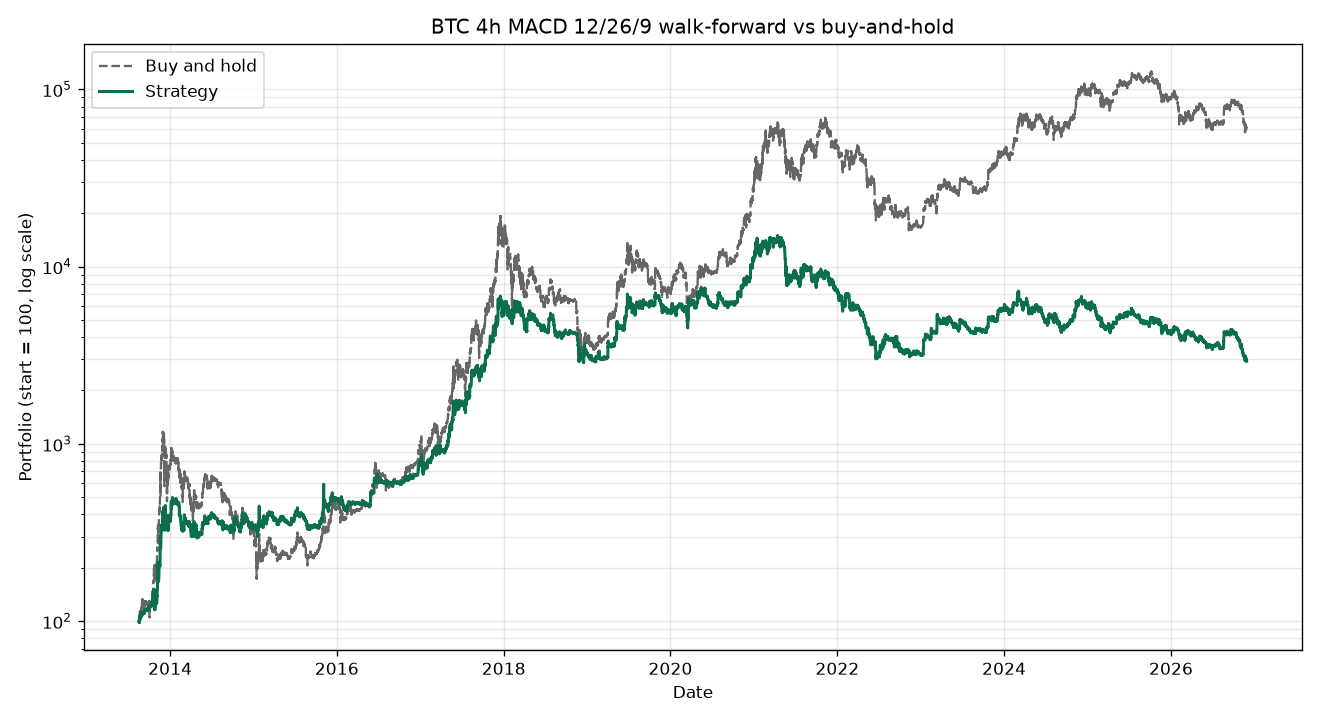 BTC 4h MACD 12/26/9 walk-forward vs buy-and-hold
Buy and hold
Strategy
Portfolio (start = 100, log scale)
10^5
10^4
10^3
10^2
2014 2016 2018 2020 2022 2024 2026
Date